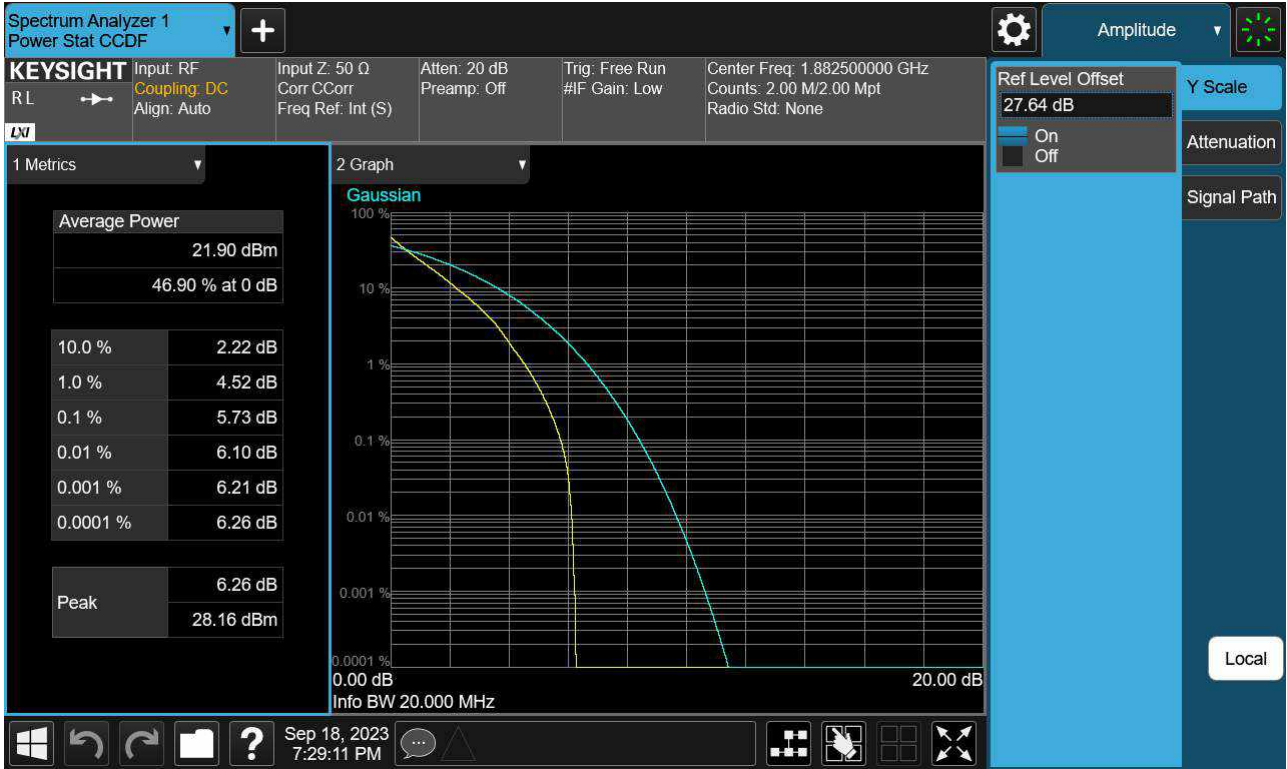 Spectrum Analyzer 1
Power Stat CCDF
Amplitude
KEYSIGHT
RL
LXI
Input: RF
Coupling: DC
Align: Auto
Input Z: 50 Ω
Corr CCorr
Freq Ref: Int (S)
Atten: 20 dB
Preamp: Off
Trig: Free Run
#IF Gain: Low
Center Freq: 1.882500000 GHz
Counts: 2.00 M/2.00 Mpt
Radio Std: None
Ref Level Offset
27.64 dB
On
Off
Y Scale
Attenuation
Signal Path
Local
1 Metrics
Average Power
21.90 dBm
46.90 % at 0 dB
10.0 % 2.22 dB
1.0 % 4.52 dB
0.1 % 5.73 dB
0.01 % 6.10 dB
0.001 % 6.21 dB
0.0001 % 6.26 dB
Peak
6.26 dB
28.16 dBm
2 Graph
Gaussian
100 %
10 %
1 %
0.1 %
0.01 %
0.001 %
0.0001 %
0.00 dB 20.00 dB
Info BW 20.000 MHz
?
Sep 18, 2023
7:29:11 PM